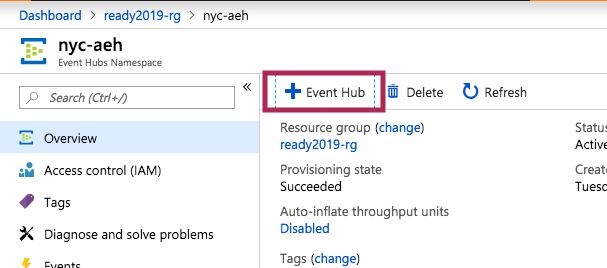 Dashboard > ready2019-rg > nyc-aeh
nyc-aeh
Event Hubs Namespace
Search (Ctrl+/)
«
Overview
Access control (IAM)
Tags
Diagnose and solve problems
Events
+ Event Hub Delete Refresh
Resource group (change)
ready2019-rg
Provisioning state
Succeeded
Auto-inflate throughput units
Disabled
Tags (change)
Status
Active
Create
Tuesd